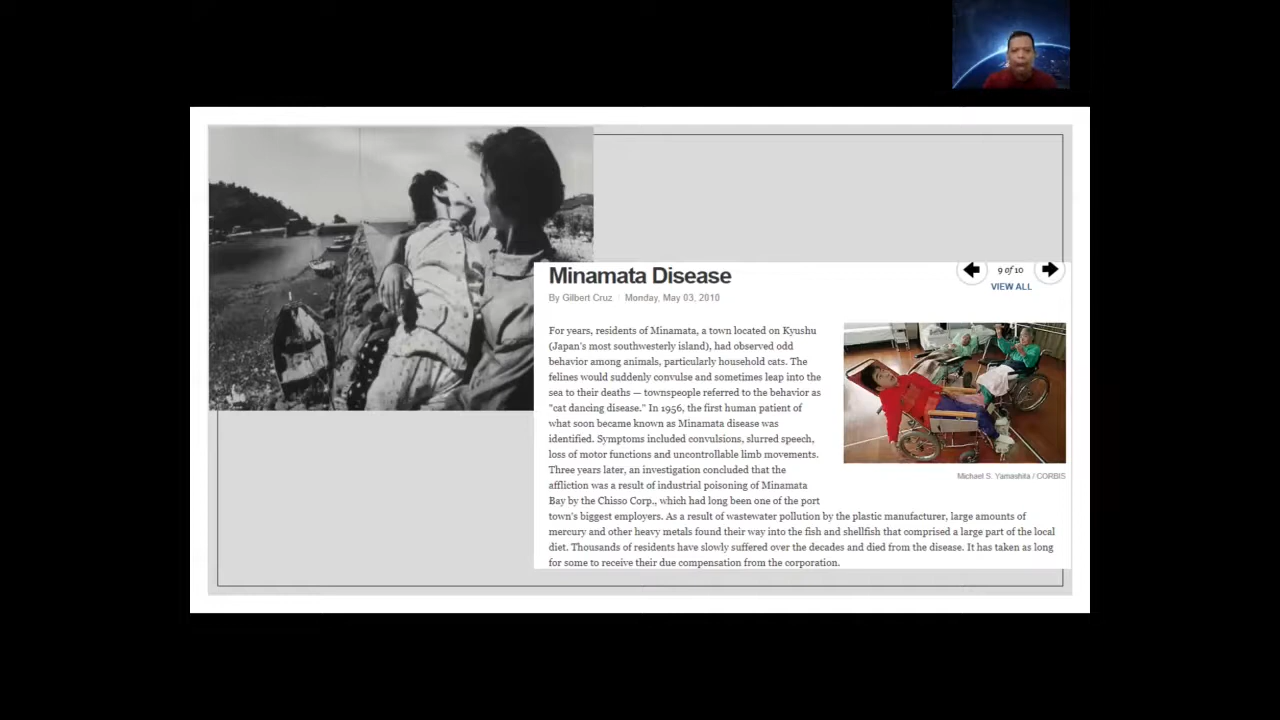 Minamata Disease
By Gilbert Cruz | Monday, May 03, 2010
9 of 10
VIEW ALL
For years, residents of Minamata, a town located on Kyushu
(Japan's most southwesterly island), had observed odd
behavior among animals, particularly household cats. The
felines would suddenly convulse and sometimes leap into the
sea to their deaths — townspeople referred to the behavior as
"cat dancing disease." In 1956, the first human patient of
what soon became known as Minamata disease was
identified. Symptoms included convulsions, slurred speech,
loss of motor functions and uncontrollable limb movements.
Three years later, an investigation concluded that the
affliction was a result of industrial poisoning of Minamata
Bay by the Chisso Corp., which had long been one of the port
town's biggest employers. As a result of wastewater pollution by the plastic manufacturer, large amounts of
mercury and other heavy metals found their way into the fish and shellfish that comprised a large part of the local
diet. Thousands of residents have slowly suffered over the decades and died from the disease. It has taken as long
for some to receive their due compensation from the corporation.
Michael S. Yamashita / CORBIS